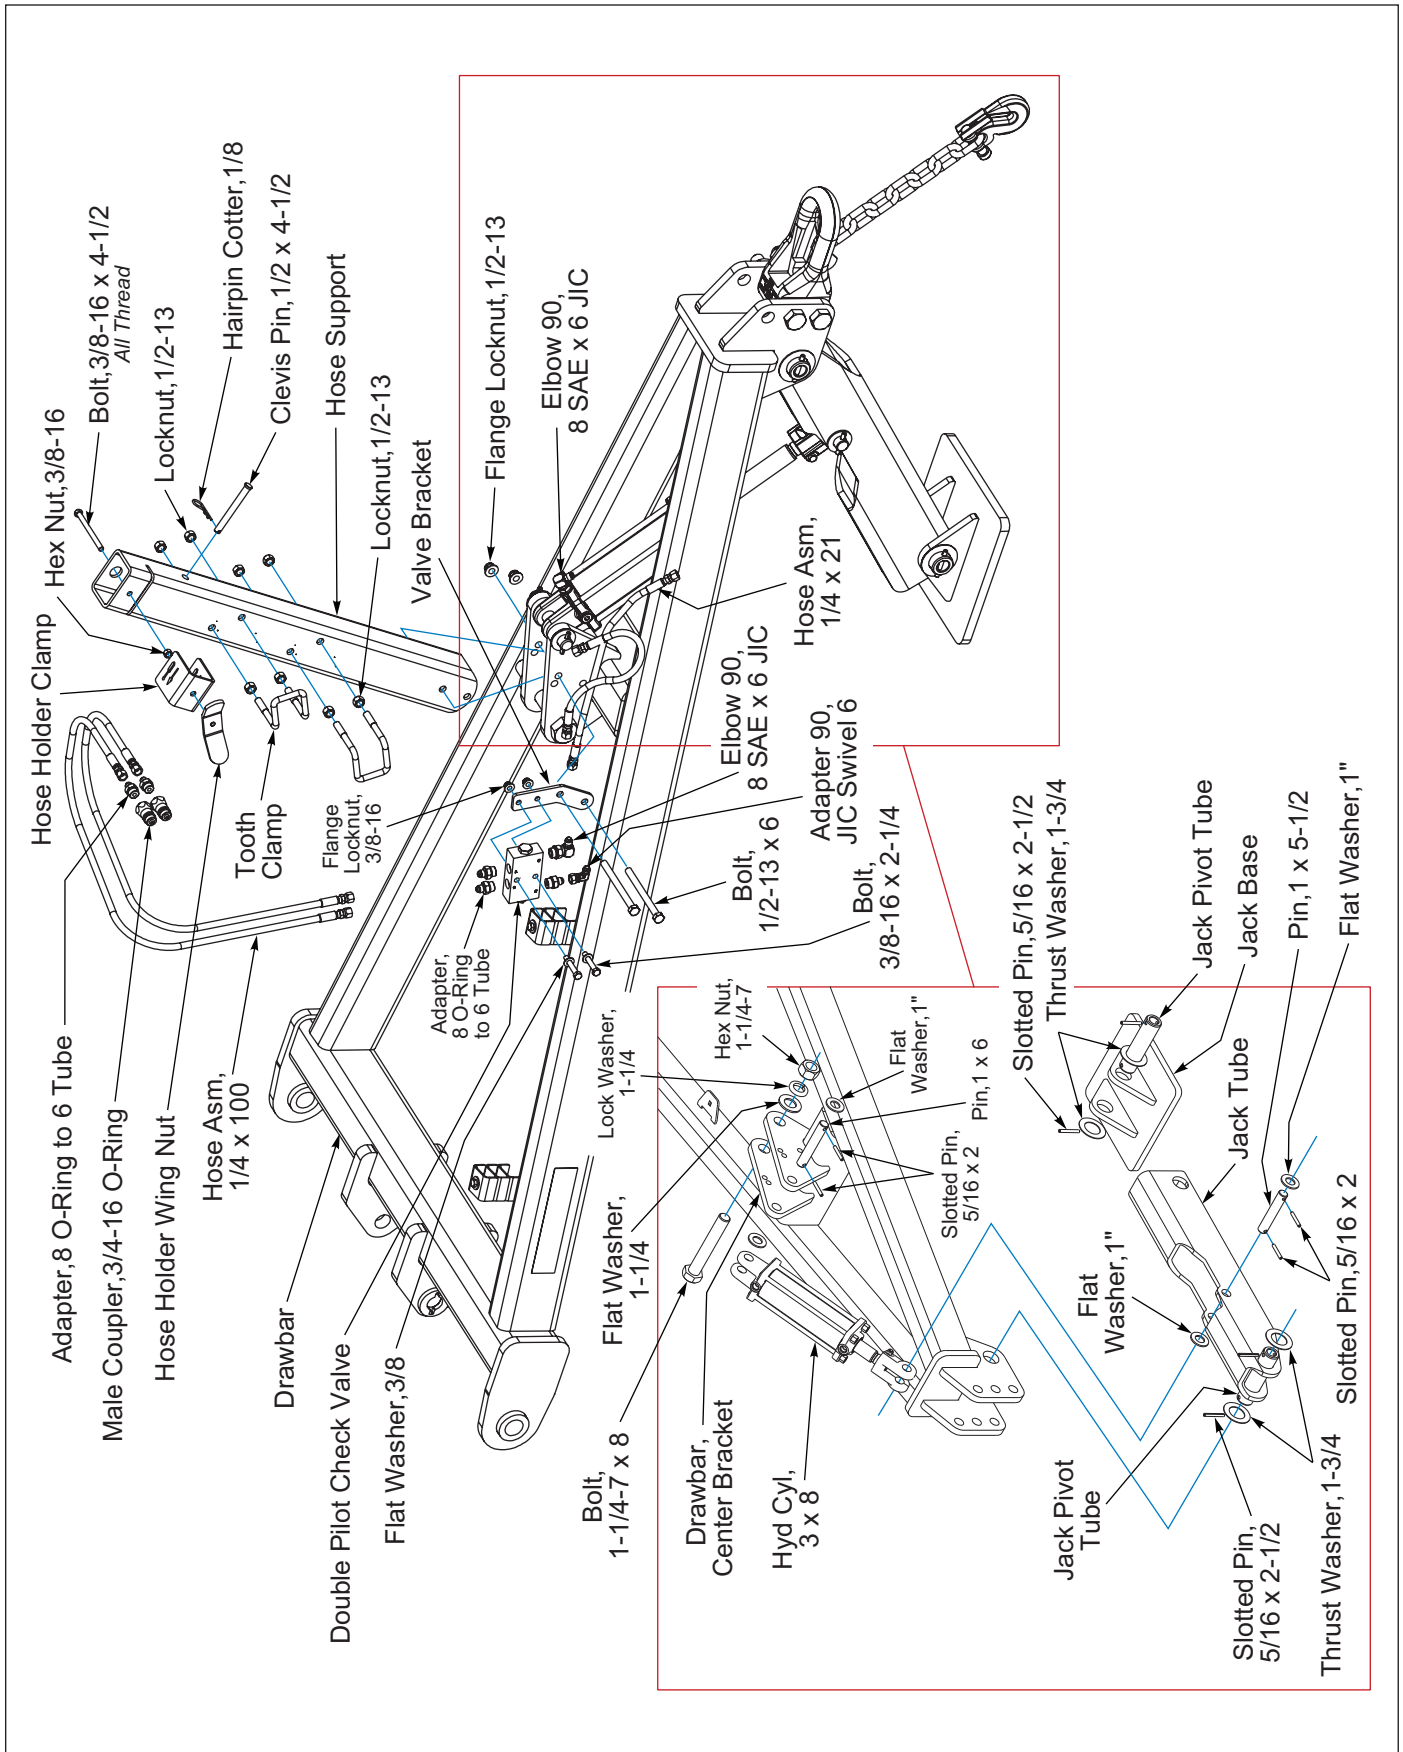 Adapter,8 O-Ring to 6 Tube
Male Coupler,3/4-16 O-Ring
Hose Holder Wing Nut
Hose Asm,
1/4 x 100
Drawbar
Double Pilot Check Valve
Flat Washer,3/8
Hose Holder Clamp
Hex Nut,3/8-16
Bolt,3/8-16 x 4-1/2
All Thread
Locknut,1/2-13
Hairpin Cotter,1/8
Clevis Pin,1/2 x 4-1/2
Hose Support
Locknut,1/2-13
Valve Bracket
Flange Locknut,1/2-13
Elbow 90,
8 SAE x 6 JIC
Tooth
Clamp
Flange
Locknut,
3/8-16
Adapter,
8 O-Ring
to 6 Tube
Hose Asm,
1/4 x 21
Elbow 90,
8 SAE x 6 JIC
Adapter 90,
JIC Swivel 6
Bolt,
1/2-13 x 6
Bolt,
3/8-16 x 2-1/4
Bolt,
1-1/4-7 x 8
Flat Washer,
1-1/4
Lock Washer,
1-1/4
Hex Nut,
1-1/4-7
Flat
Washer,1"
Pin,1 x 6
Slotted Pin,
5/16 x 2
Drawbar,
Center Bracket
Hyd Cyl,
3 x 8
Slotted Pin,5/16 x 2-1/2
Thrust Washer,1-3/4
Jack Pivot Tube
Jack Base
Jack Tube
Pin,1 x 5-1/2
Flat Washer,1"
Flat
Washer,1"
Slotted Pin,5/16 x 2
Jack Pivot
Tube
Slotted Pin,
5/16 x 2-1/2
Thrust Washer,1-3/4